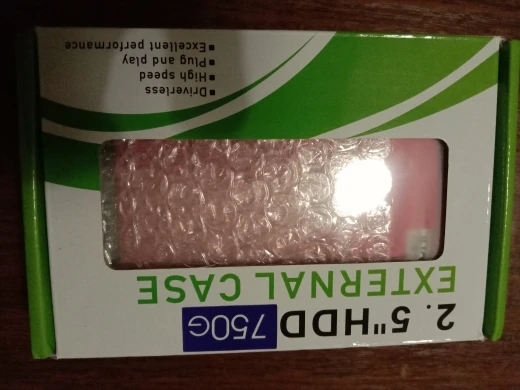 2.5"HDD 750G
EXTERNAL CASE
▪Driverless
▪High speed
▪Plug and play
▪Excellent performance